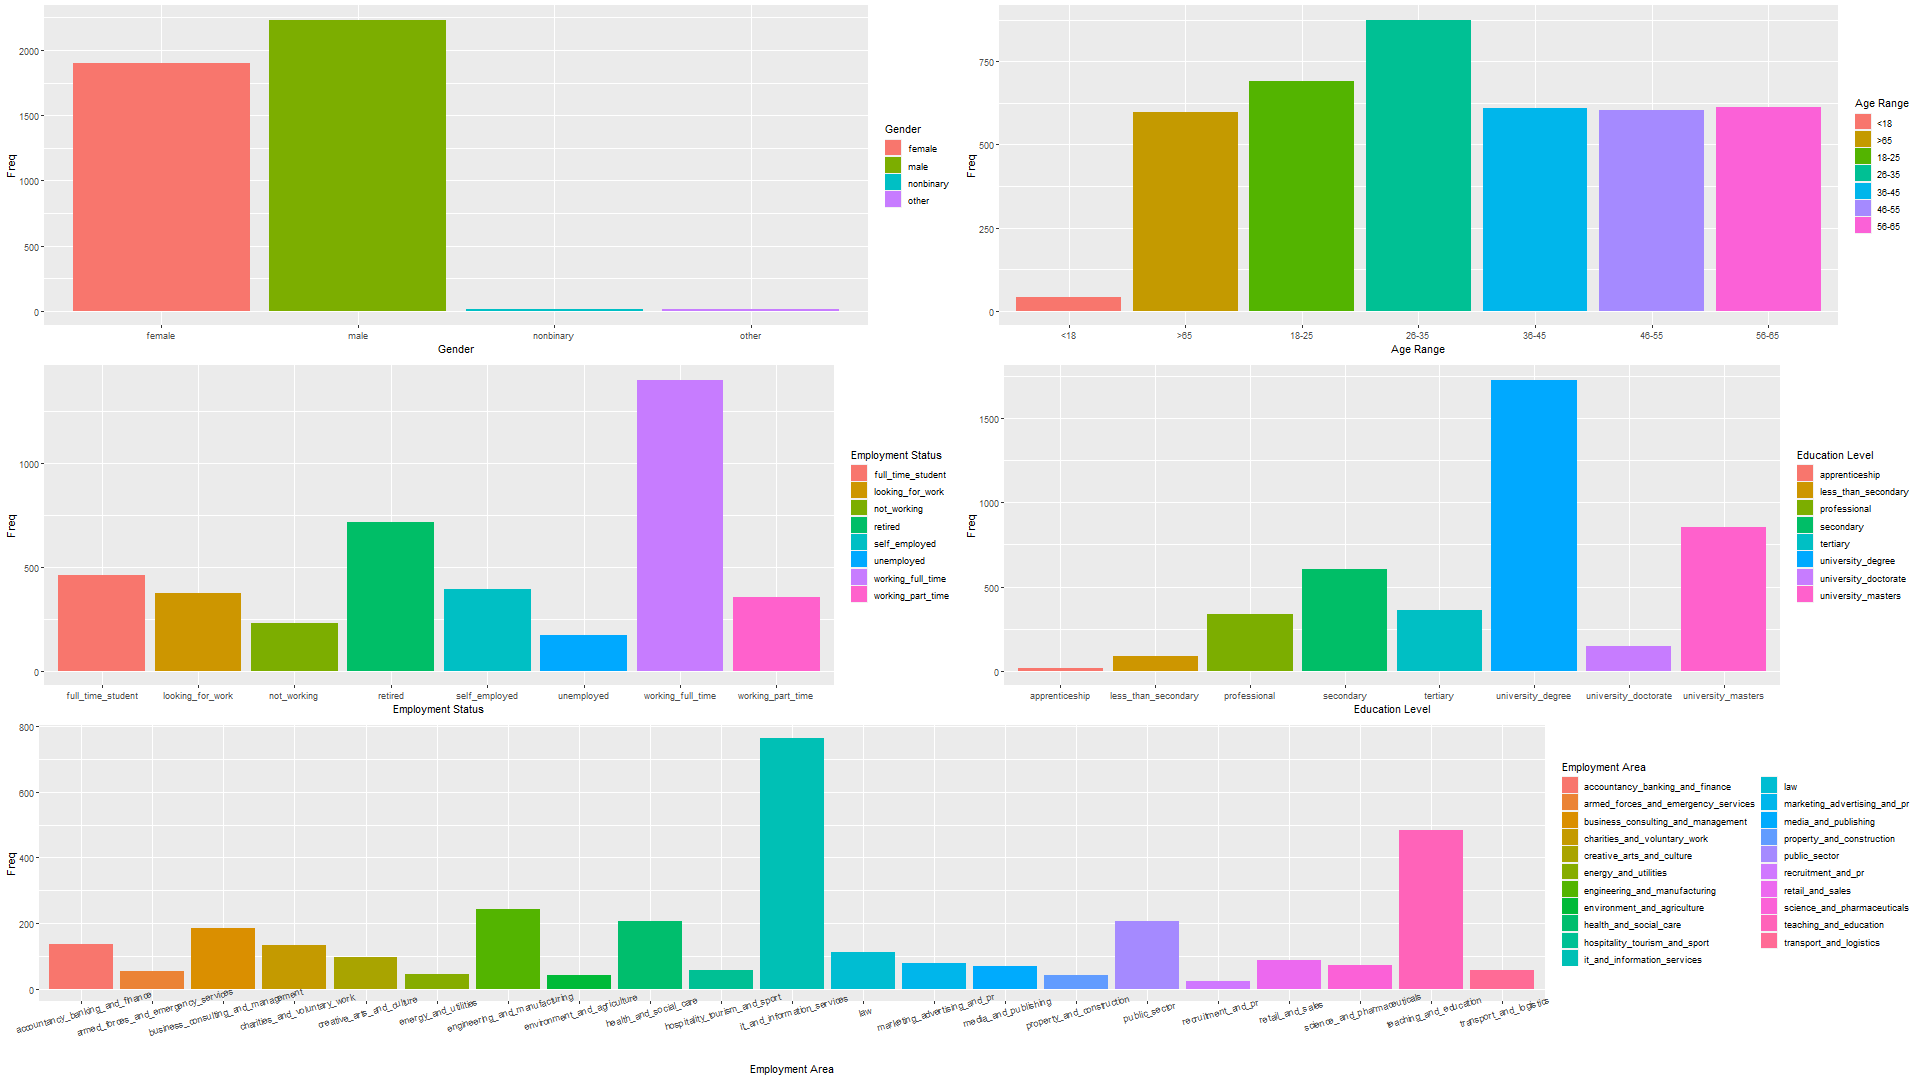 2000
1500
1000
500
0
Freq
female
male
nonbinary
other
Gender
Gender
female
male
nonbinary
other
750
500
250
0
Freq
<18
>65
18-25
26-35
36-45
46-55
56-65
Age Range
Age Range
<18
>65
18-25
26-35
36-45
46-55
56-65
1000
500
0
Freq
full_time_student
looking_for_work
not_working
retired
self_employed
unemployed
working_full_time
working_part_time
Employment Status
Employment Status
full_time_student
looking_for_work
not_working
retired
self_employed
unemployed
working_full_time
working_part_time
1500
1000
500
0
Freq
apprenticeship
less_than_secondary
professional
secondary
tertiary
university_degree
university_doctorate
university_masters
Education Level
Education Level
apprenticeship
less_than_secondary
professional
secondary
tertiary
university_degree
university_doctorate
university_masters
800
600
400
200
0
Freq
accountancy_banking_and_finance
armed_forces_and_emergency_services
business_consulting_and_management
charities_and_voluntary_work
creative_arts_and_culture
energy_and_utilities
engineering_and_manufacturing
environment_and_agriculture
health_and_social_care
hospitality_tourism_and_sport
it_and_information_services
law
marketing_advertising_and_pr
media_and_publishing
property_and_construction
public_sector
recruitment_and_pr
retail_and_sales
science_and_pharmaceuticals
teaching_and_education
transport_and_logistics
Employment Area
Employment Area
accountancy_banking_and_finance
armed_forces_and_emergency_services
business_consulting_and_management
charities_and_voluntary_work
creative_arts_and_culture
energy_and_utilities
engineering_and_manufacturing
environment_and_agriculture
health_and_social_care
hospitality_tourism_and_sport
it_and_information_services
law
marketing_advertising_and_pr
media_and_publishing
property_and_construction
public_sector
recruitment_and_pr
retail_and_sales
science_and_pharmaceuticals
teaching_and_education
transport_and_logistics